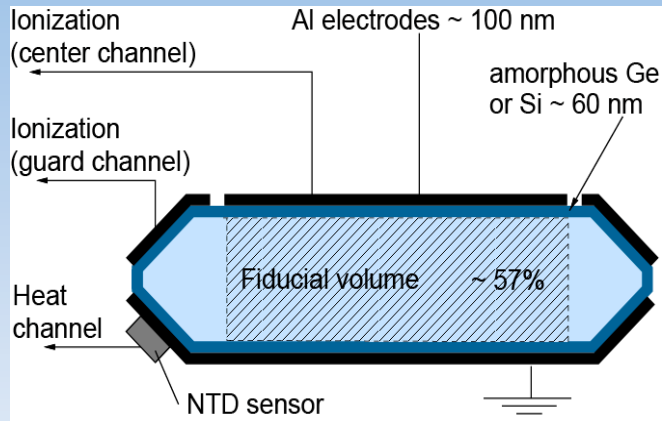 Ionization
(center channel)
Al electrodes ~ 100 nm
amorphous Ge
or Si ~ 60 nm
Ionization
(guard channel)
Fiducial volume ~ 57%
Heat
channel
NTD sensor